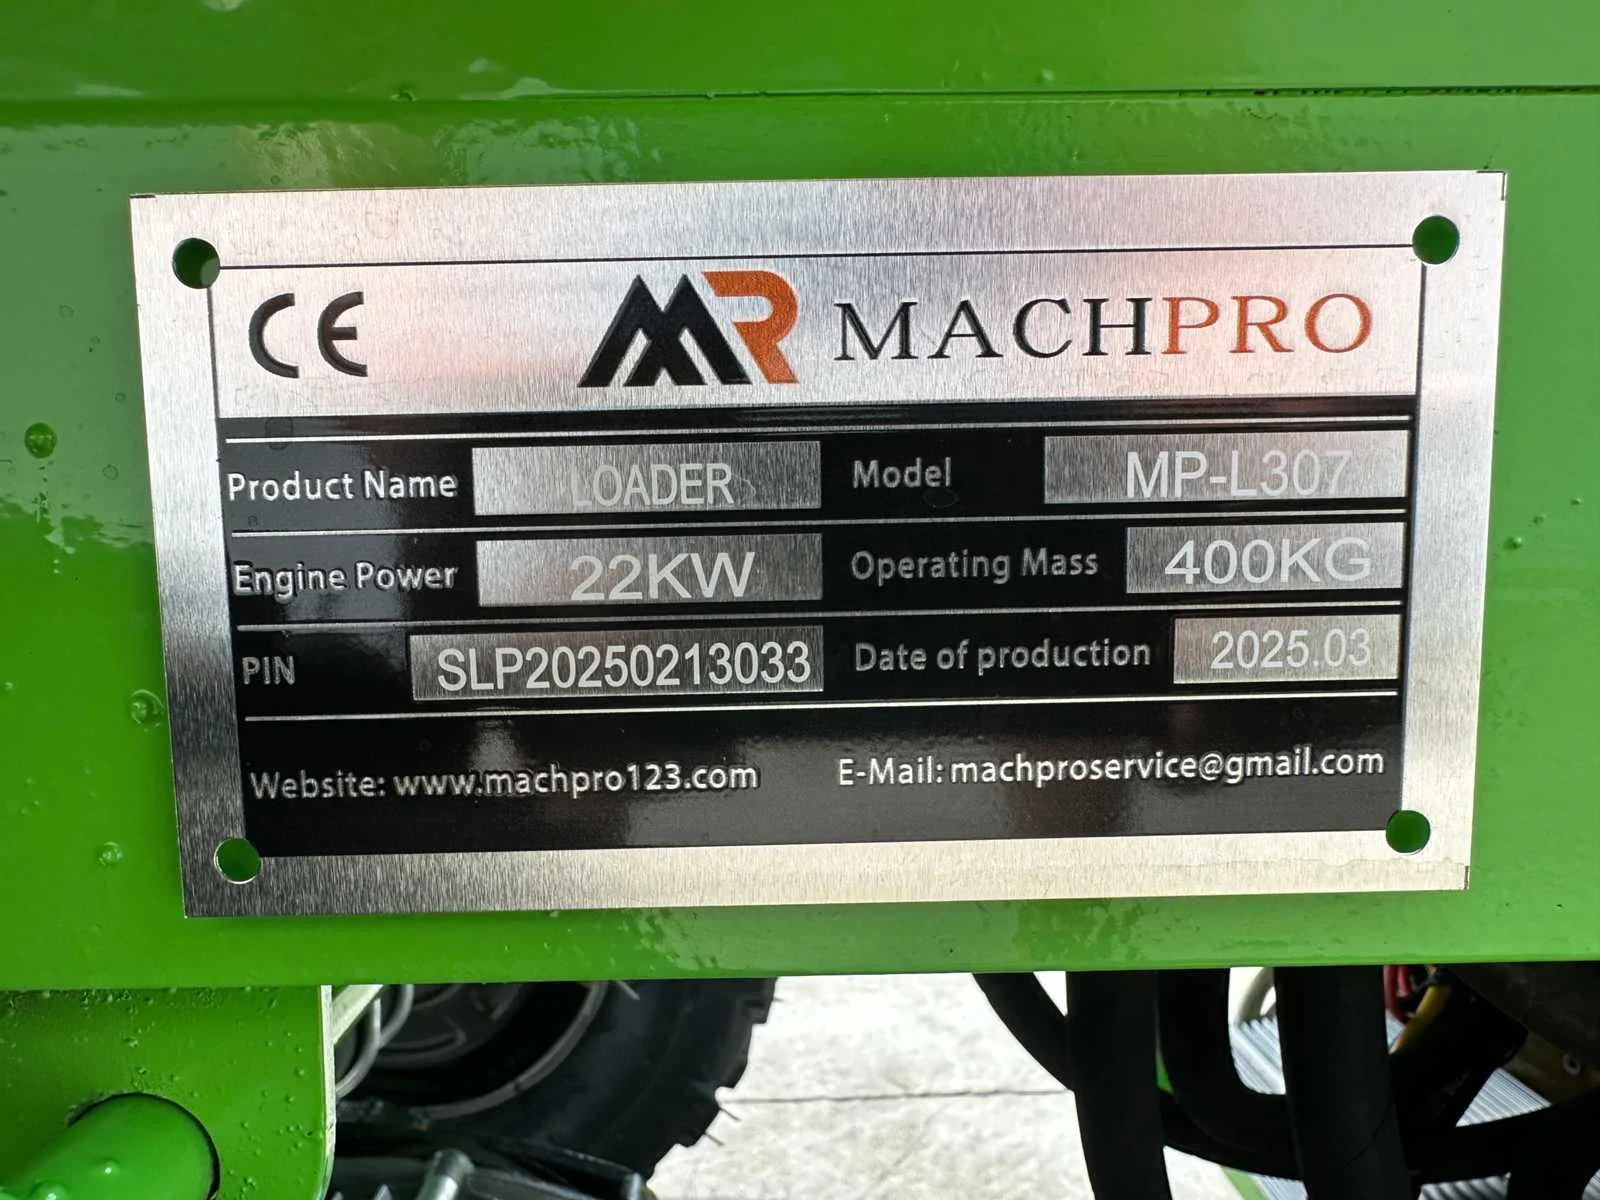 CE MR MACHPRO
Product Name LOADER Model MP-L307
Engine Power 22KW Operating Mass 400KG
PIN SLP20250213033 Date of production 2025.03
Website: www.machpro123.com E-Mail: machproservice@gmail.com